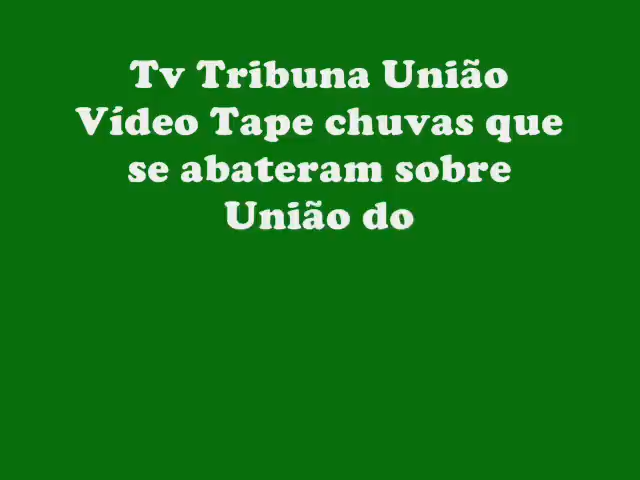 Tv Tribuna União
Vídeo Tape chuvas que
se abateram sobre
União do